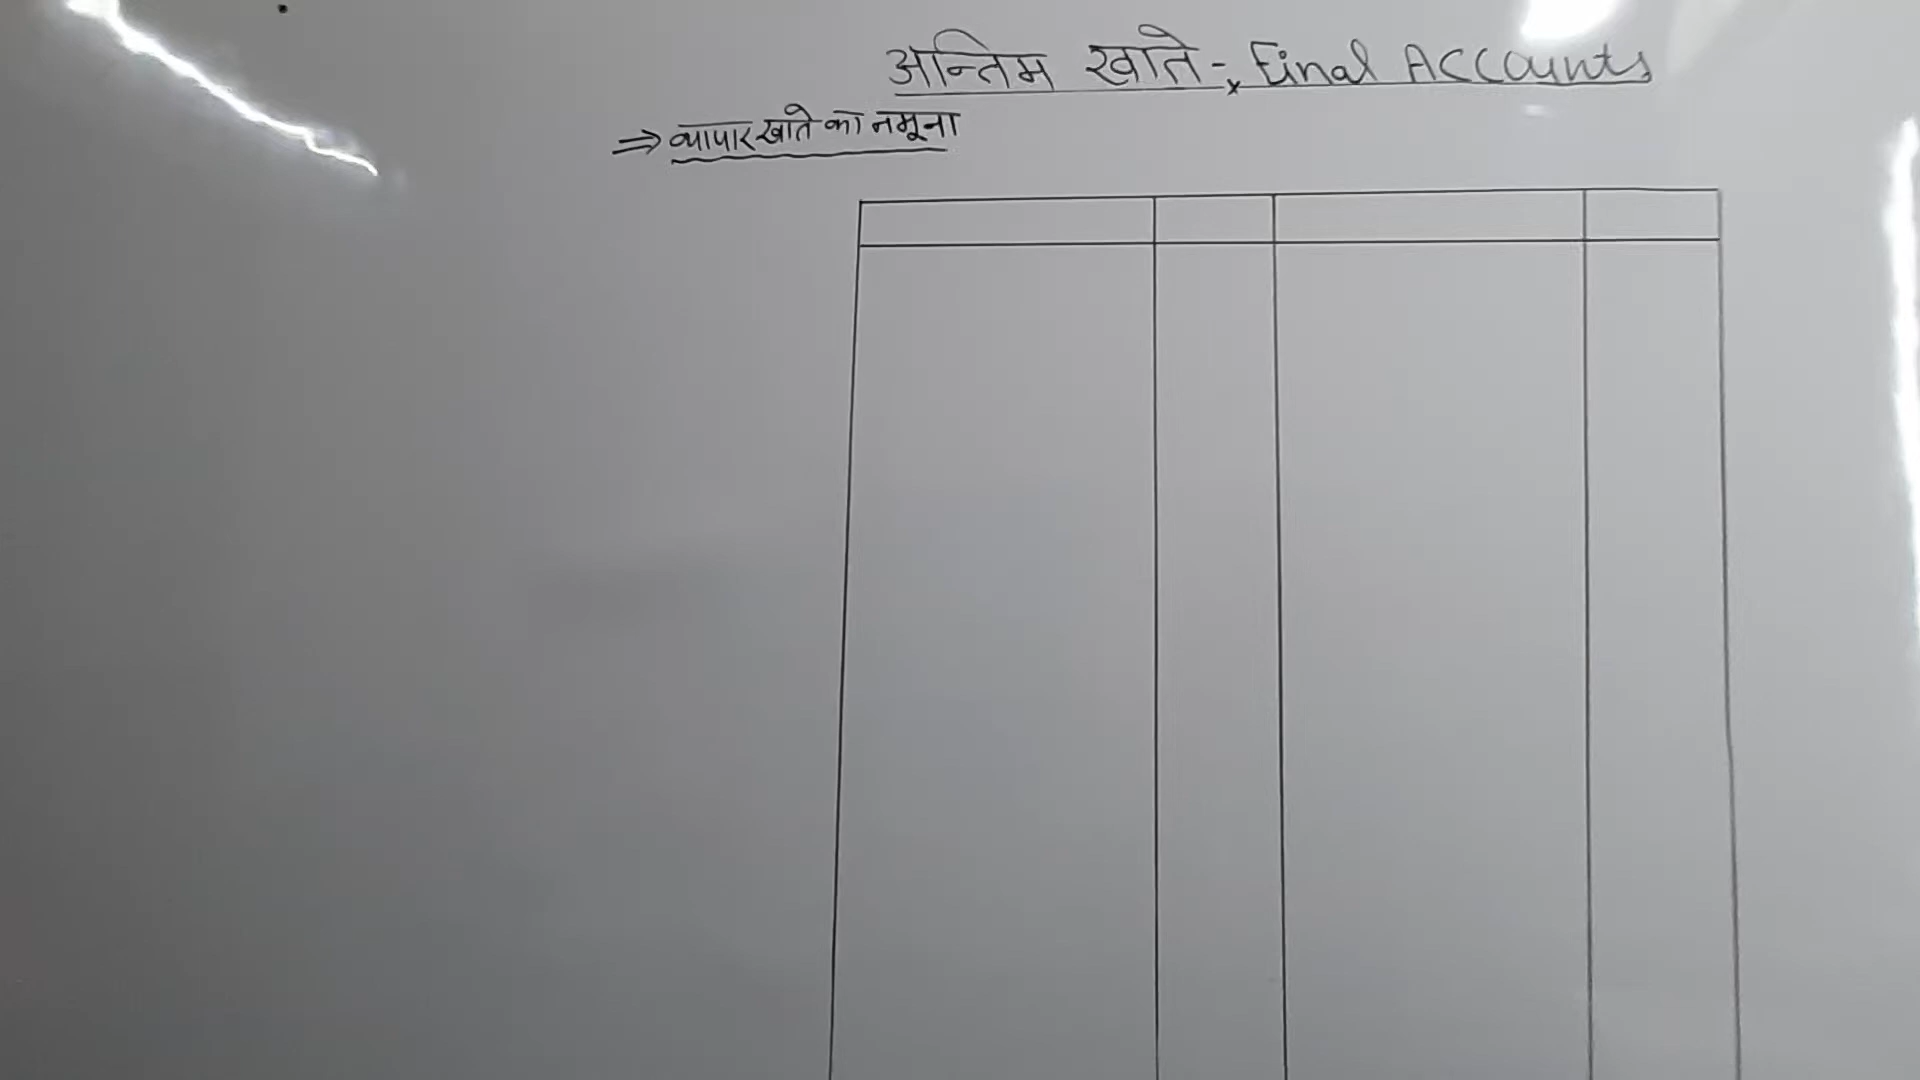 अन्तिम खाते:- Final Accounts
⇒ व्यापार खाते का नमूना